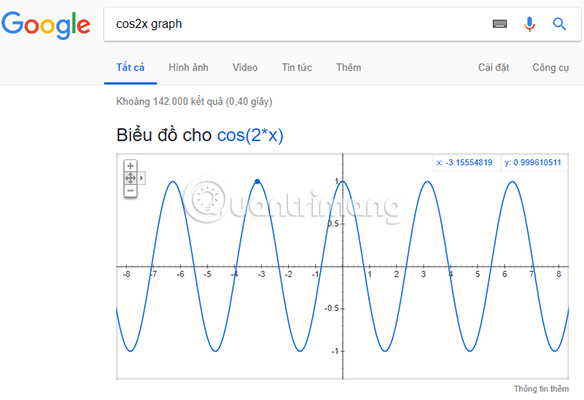 Google
cos2x graph
Tất cả Hình ảnh Video Tin tức Thêm Cài đặt Công cụ
Khoảng 142.000 kết quả (0,40 giây)
Biểu đồ cho cos(2*x)
x: -3.15554819 y: 0.999610511
1
0.5
-8 -7 -6 -5 -4 -3 -2 -1 0 1 2 3 4 5 6 7 8
-0.5
-1
Quantrimang
Thông tin thêm